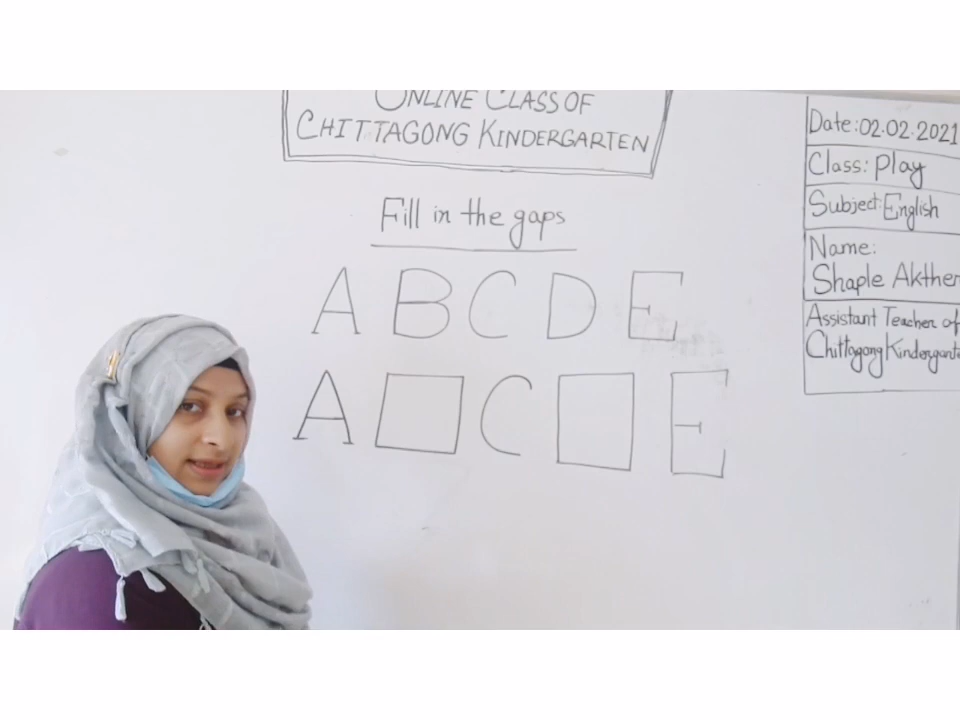 ONLINE CLASS OF
CHITTAGONG KINDERGARTEN
Fill in the gaps
A B C D E
A C E
Date: 02.02.2021
Class: Play
Subject: English
Name:
Shaple Akther
Assistant Teacher of
Chittagong Kindergarte